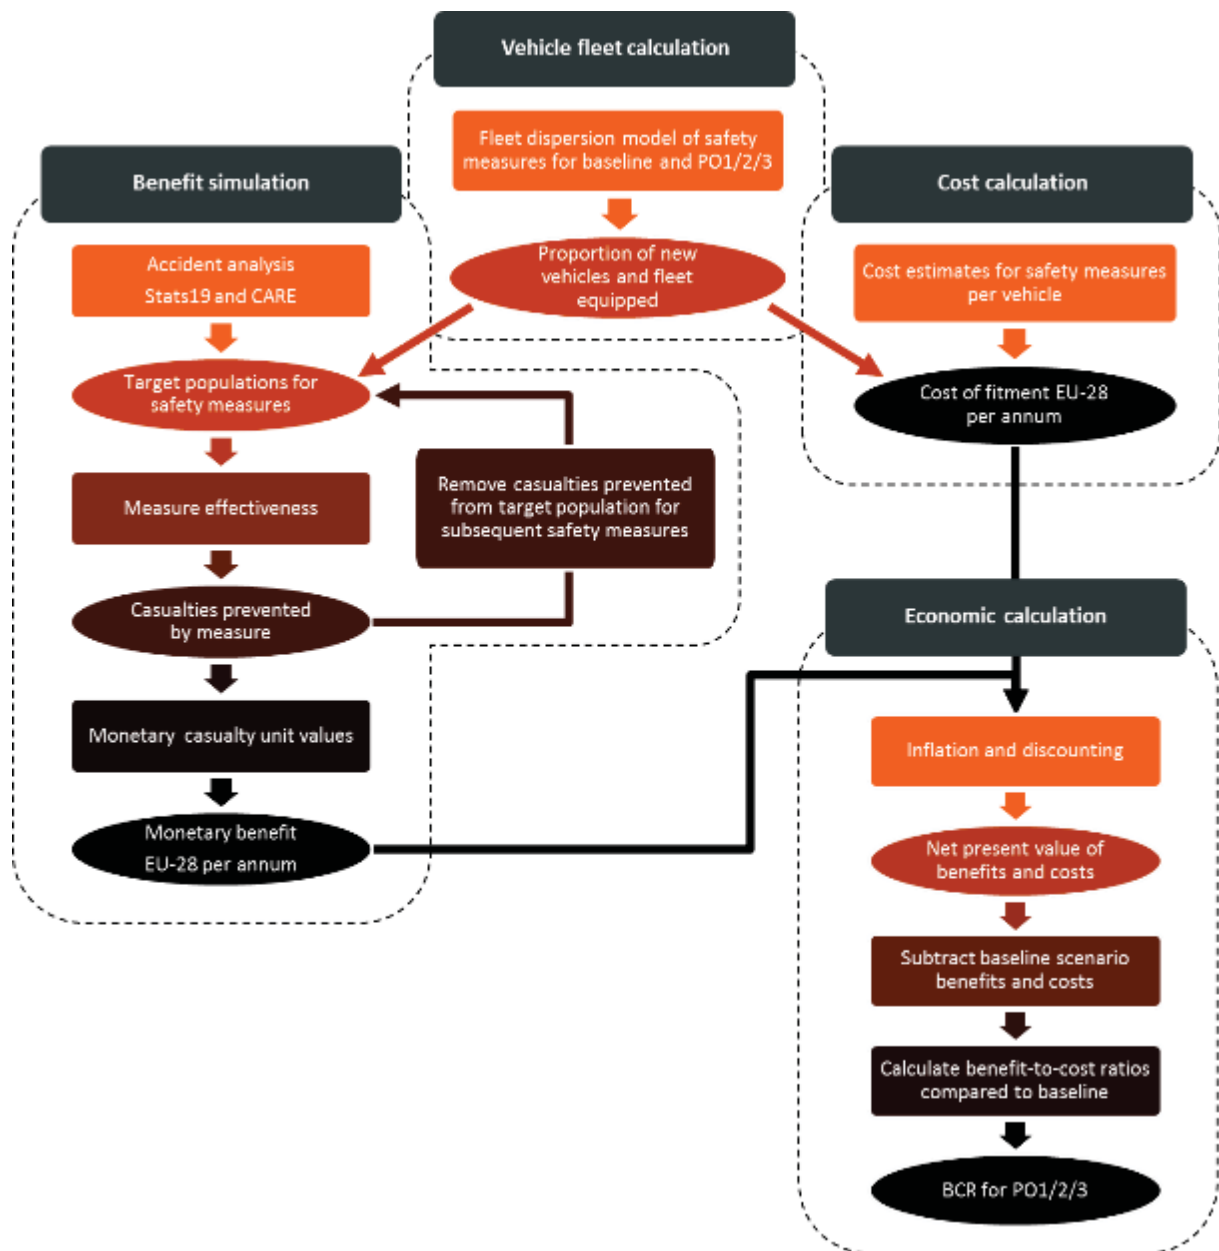 Vehicle fleet calculation
Fleet dispersion model of safety
measures for baseline and PO1/2/3
Proportion of new
vehicles and fleet
equipped
Benefit simulation
Accident analysis
Stats19 and CARE
Target populations for
safety measures
Measure effectiveness
Casualties prevented
by measure
Remove casualties prevented
from target population for
subsequent safety measures
Monetary casualty unit values
Monetary benefit
EU-28 per annum
Cost calculation
Cost estimates for safety measures
per vehicle
Cost of fitment EU-28
per annum
Economic calculation
Inflation and discounting
Net present value of
benefits and costs
Subtract baseline scenario
benefits and costs
Calculate benefit-to-cost ratios
compared to baseline
BCR for PO1/2/3